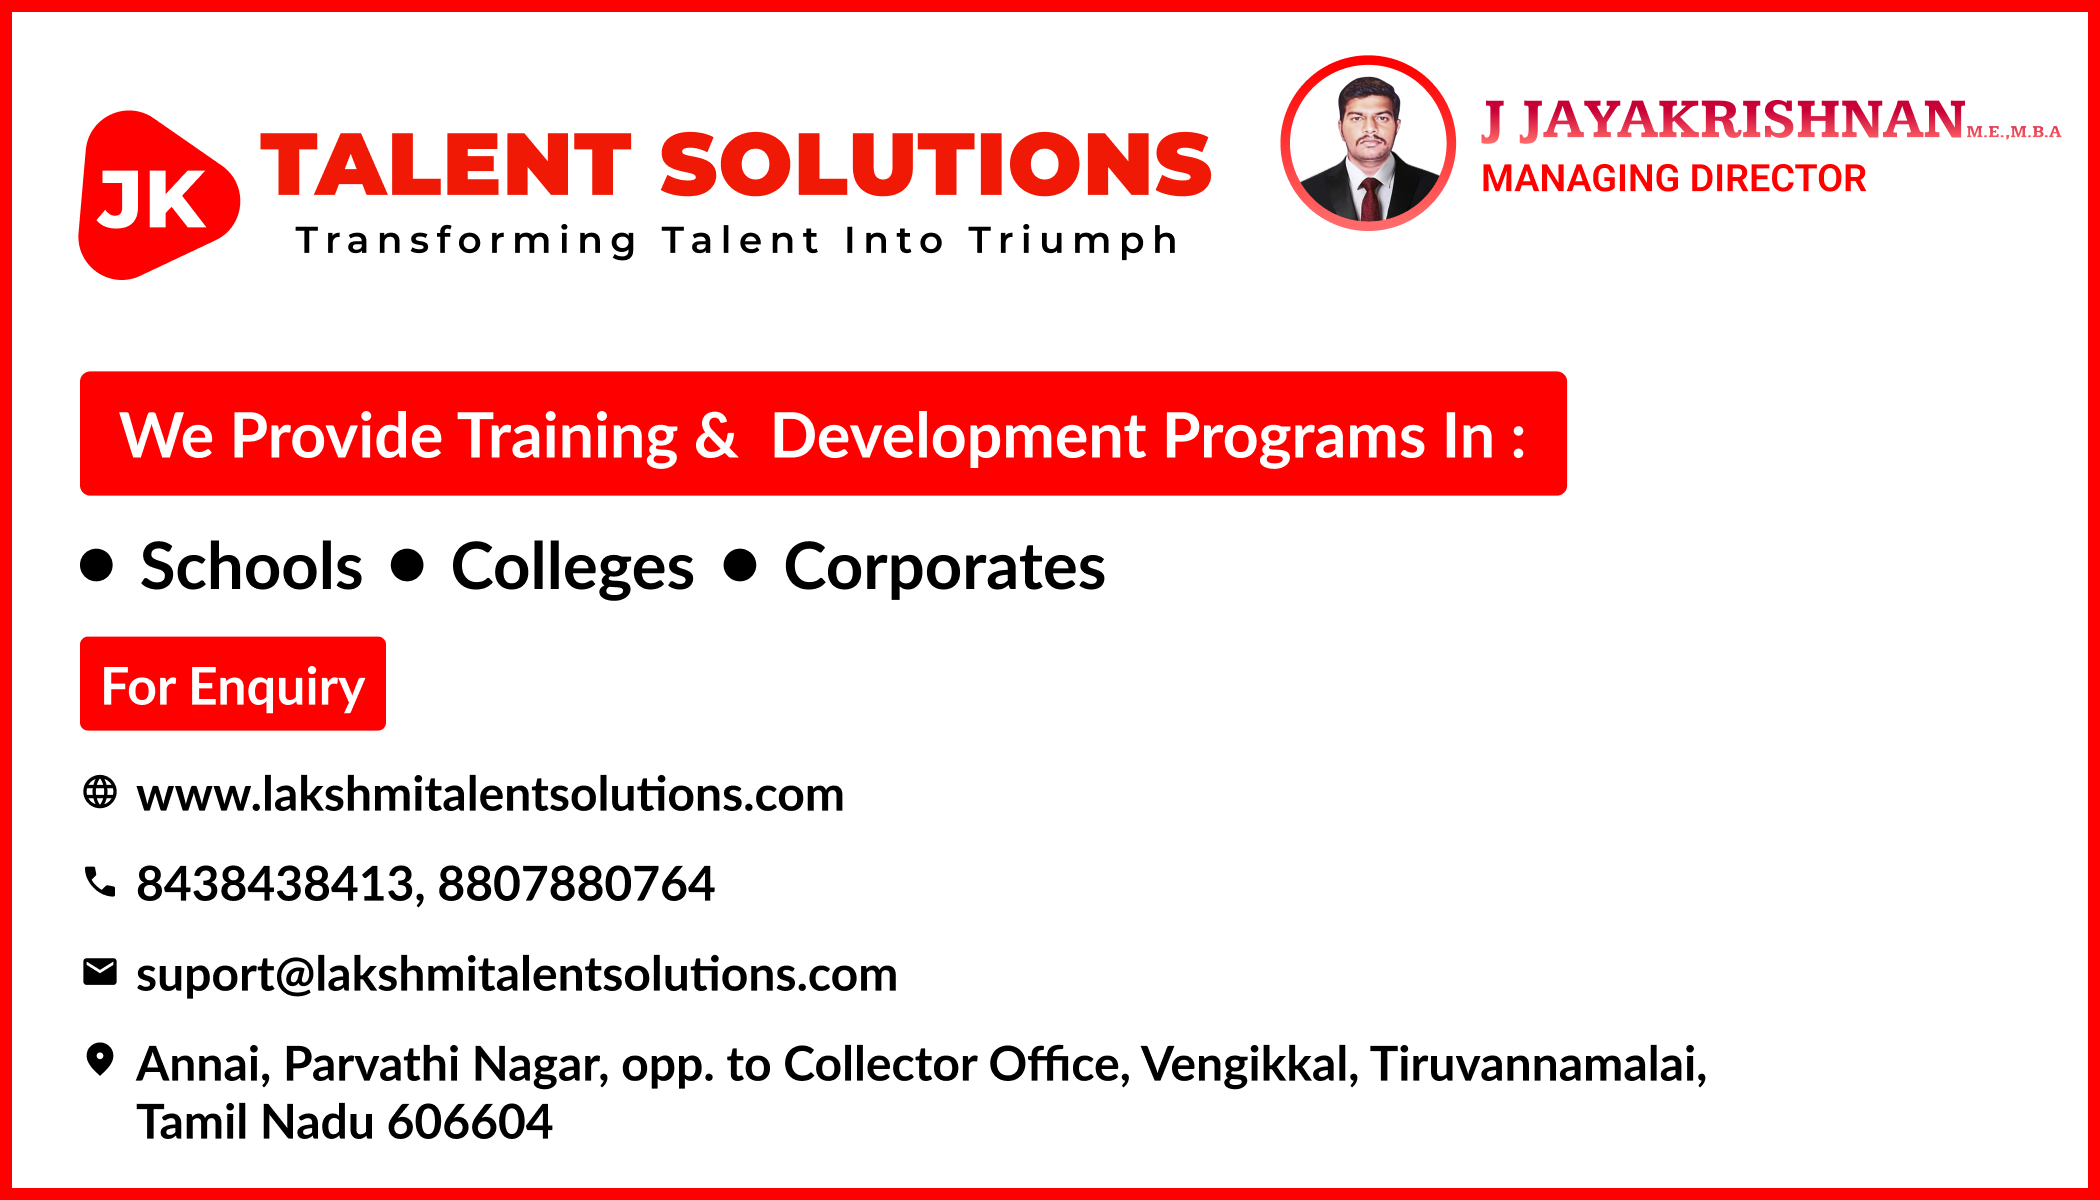 JK
TALENT SOLUTIONS
Transforming Talent Into Triumph
J JAYAKRISHNAN M.E.,M.B.A
MANAGING DIRECTOR
We Provide Training & Development Programs In :
• Schools • Colleges • Corporates
For Enquiry
www.lakshmitalentsolutions.com
8438438413, 8807880764
suport@lakshmitalentsolutions.com
Annai, Parvathi Nagar, opp. to Collector Office, Vengikkal, Tiruvannamalai,
Tamil Nadu 606604